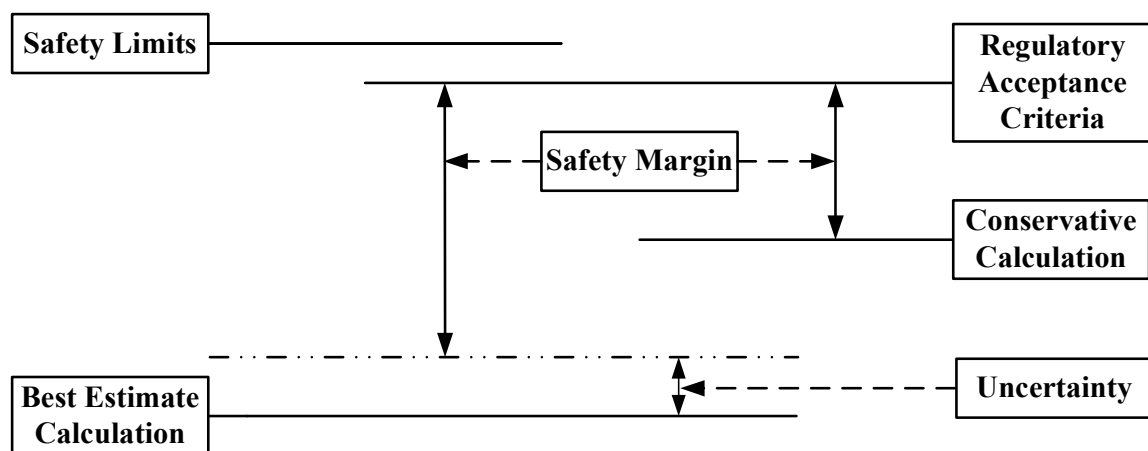 Safety Limits
Regulatory
Acceptance
Criteria
Safety Margin
Conservative
Calculation
Best Estimate
Calculation
Uncertainty